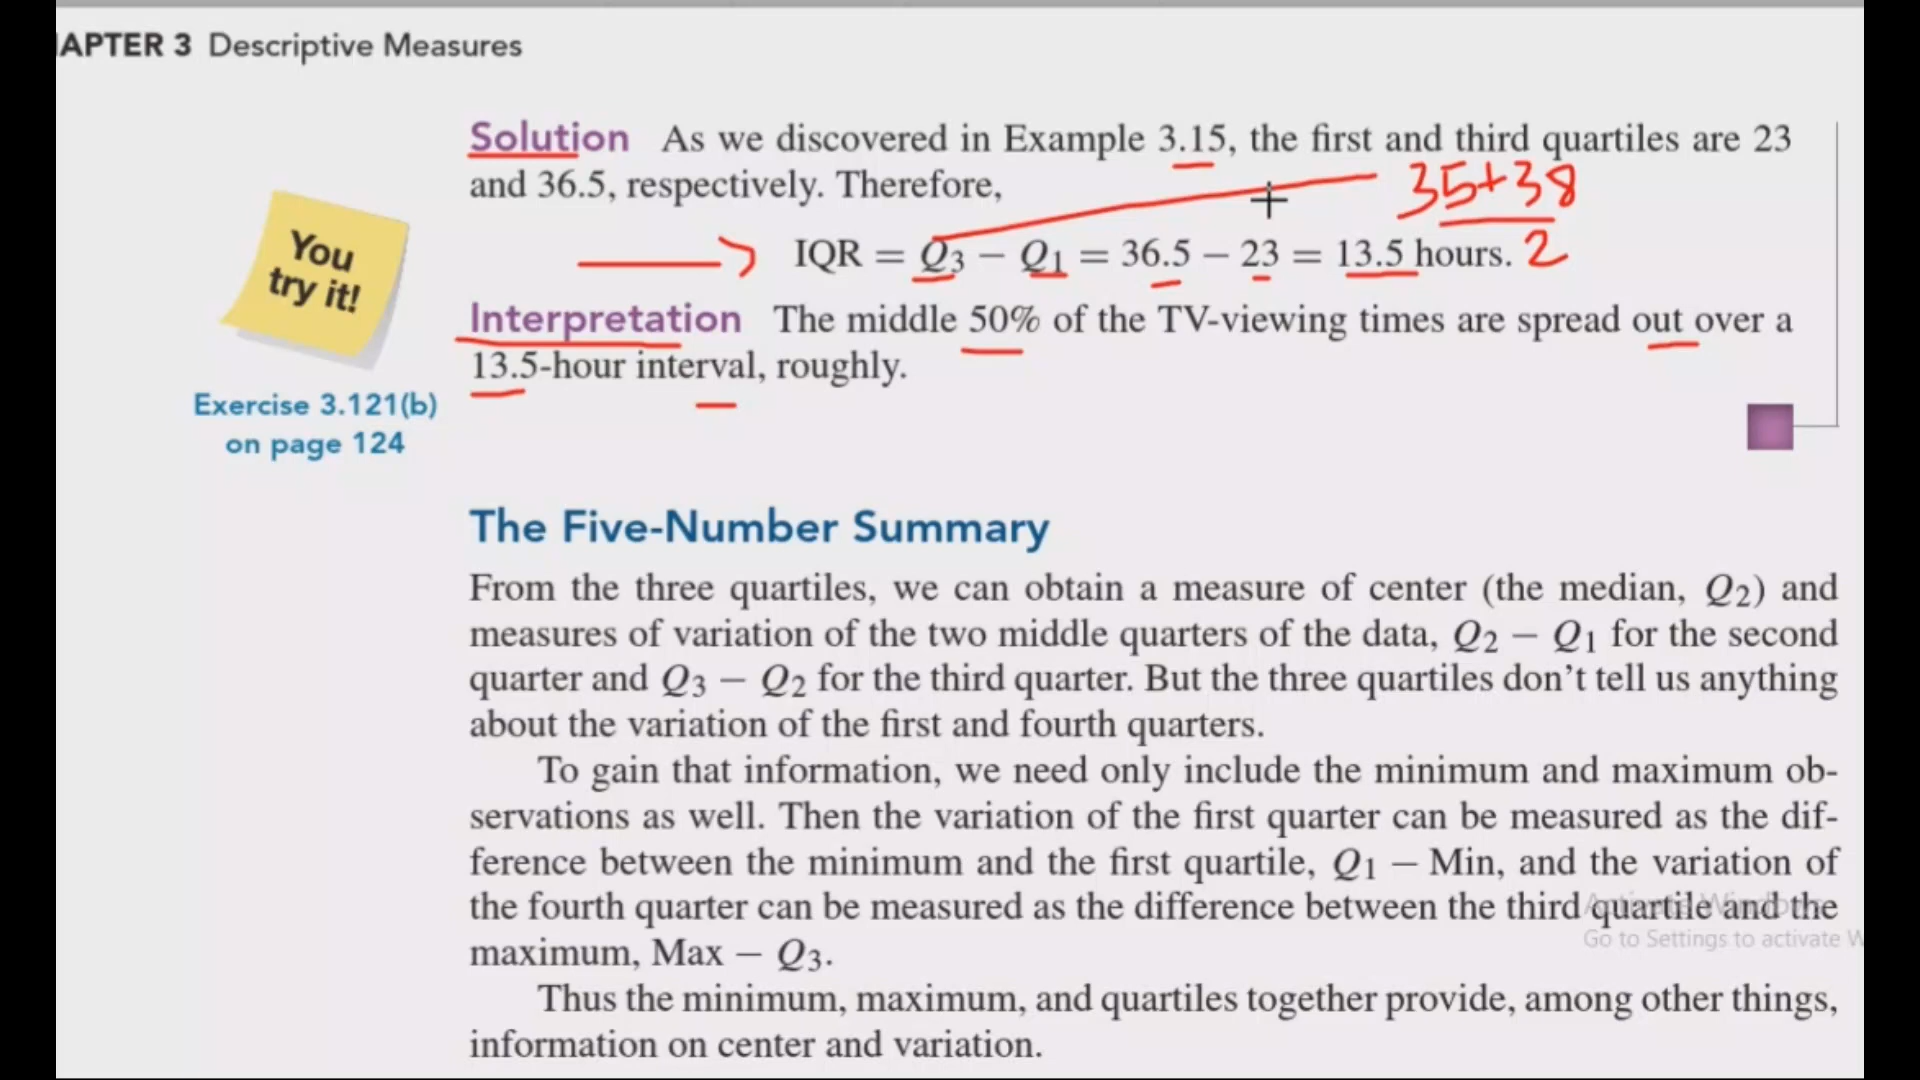 APTER 3 Descriptive Measures
Solution As we discovered in Example 3.15, the first and third quartiles are 23
and 36.5, respectively. Therefore,
35+38
2
IQR = Q3 − Q1 = 36.5 − 23 = 13.5 hours.
You
try it!
Interpretation The middle 50% of the TV-viewing times are spread out over a
13.5-hour interval, roughly.
Exercise 3.121(b)
on page 124
The Five-Number Summary
From the three quartiles, we can obtain a measure of center (the median, Q2) and
measures of variation of the two middle quarters of the data, Q2 − Q1 for the second
quarter and Q3 − Q2 for the third quarter. But the three quartiles don’t tell us anything
about the variation of the first and fourth quarters.
To gain that information, we need only include the minimum and maximum ob-
servations as well. Then the variation of the first quarter can be measured as the dif-
ference between the minimum and the first quartile, Q1 − Min, and the variation of
the fourth quarter can be measured as the difference between the third quartile and the
maximum, Max − Q3.
Thus the minimum, maximum, and quartiles together provide, among other things,
information on center and variation.
Activate Windows
Go to Settings to activate W